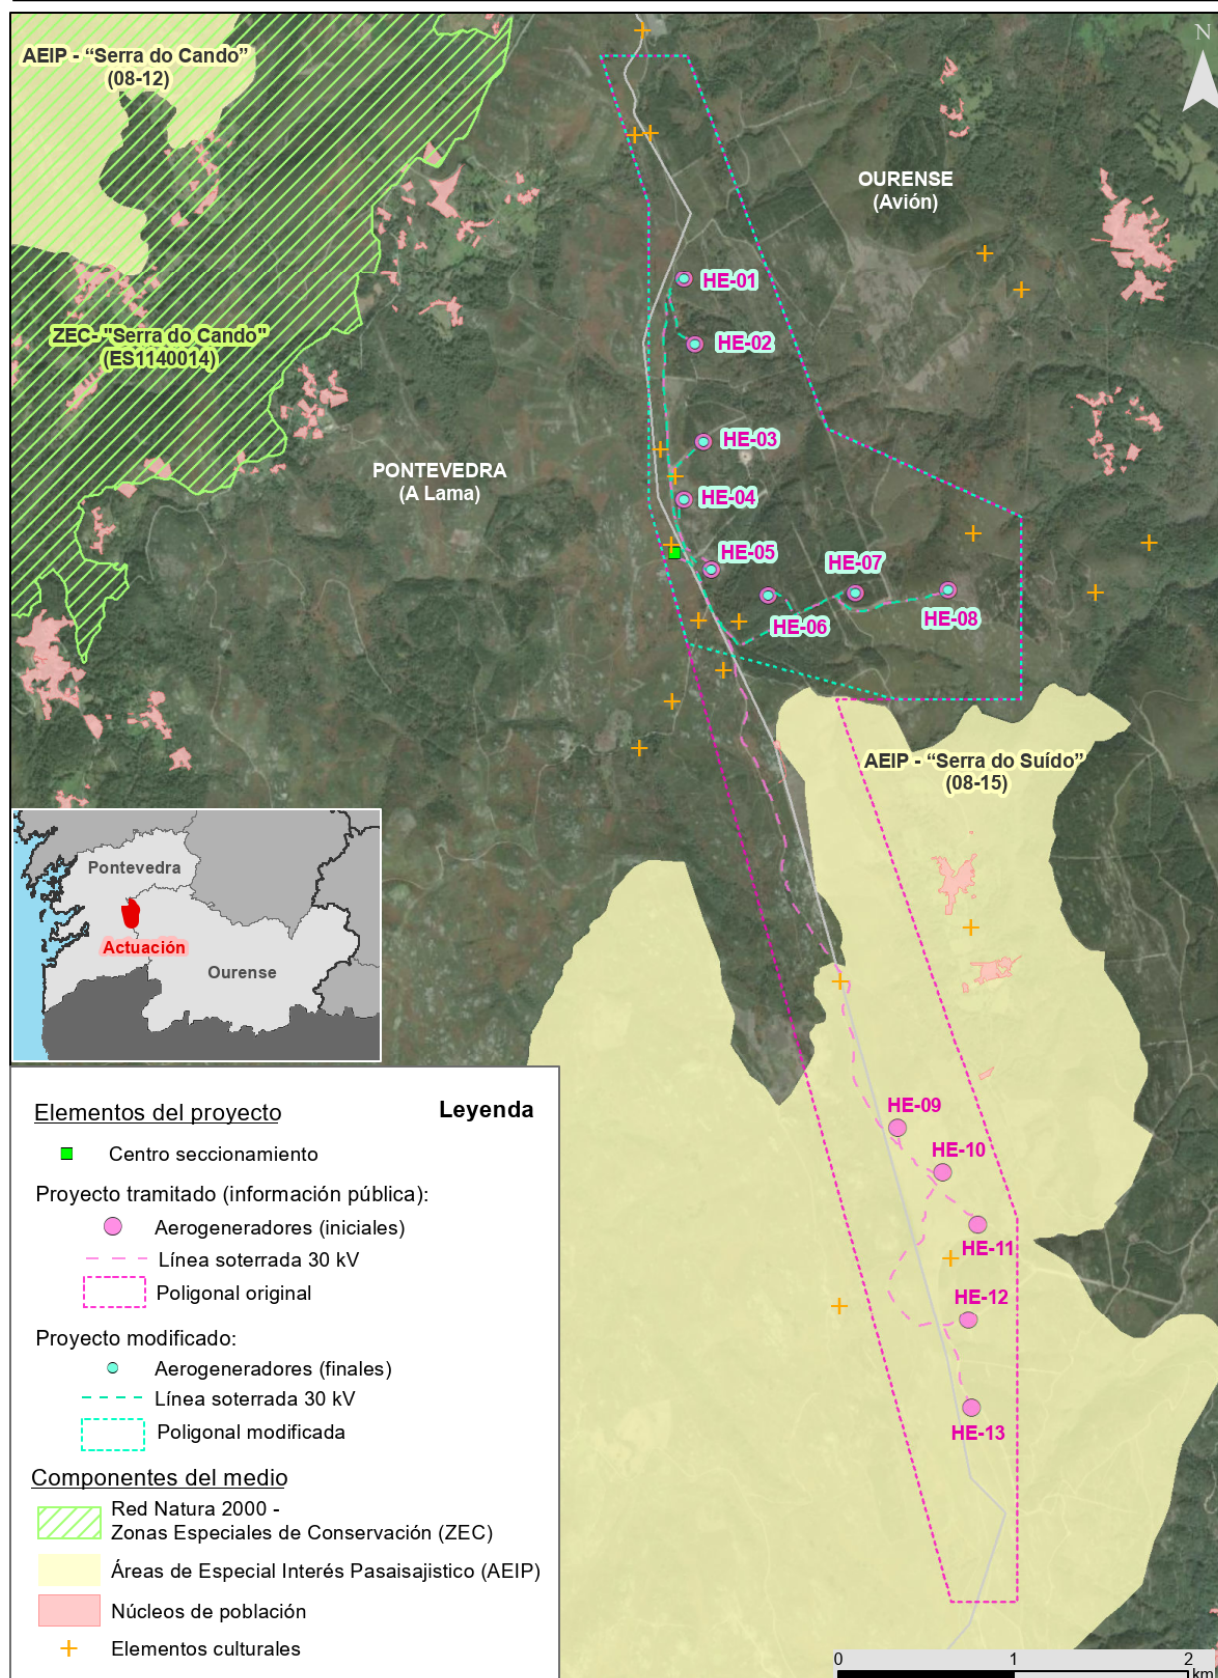 AEIP - “Serra do Cando”
(08-12)
N
OURENSE
(Avión)
HE-01
ZEC- "Serra do Cando"
(ES1140014)
HE-02
HE-03
PONTEVEDRA
(A Lama)
HE-04
HE-05
HE-07
HE-06
HE-08
AEIP - “Serra do Suído”
(08-15)
Pontevedra
Actuación
Ourense
HE-09
HE-10
HE-11
HE-12
HE-13
Leyenda
Elementos del proyecto
Centro seccionamiento
Proyecto tramitado (información pública):
Aerogeneradores (iniciales)
Línea soterrada 30 kV
Poligonal original
Proyecto modificado:
Aerogeneradores (finales)
Línea soterrada 30 kV
Poligonal modificada
Componentes del medio
Red Natura 2000 -
Zonas Especiales de Conservación (ZEC)
Áreas de Especial Interés Pasaisajistico (AEIP)
Núcleos de población
Elementos culturales
0 1 2
km